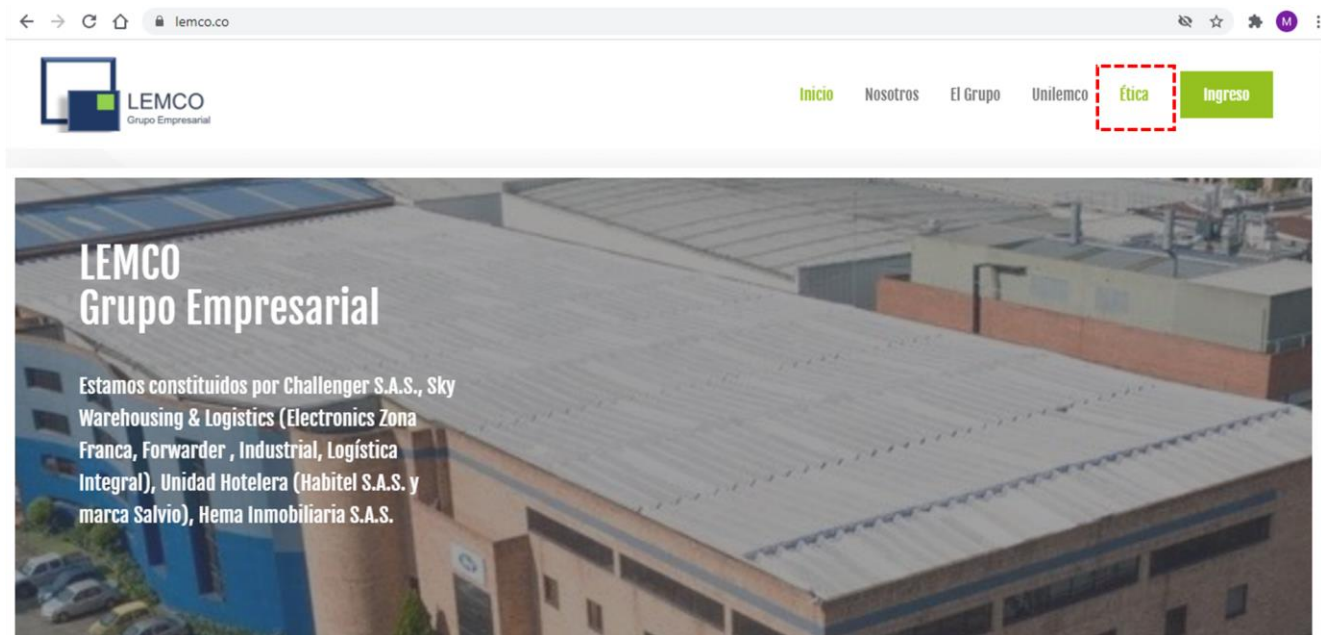 lemco.co
M
LEMCO
Grupo Empresarial
Inicio Nosotros El Grupo Unilemco Ética Ingreso
LEMCO
Grupo Empresarial
Estamos constituidos por Challenger S.A.S., Sky
Warehousing & Logistics (Electronics Zona
Franca, Forwarder , Industrial, Logística
Integral), Unidad Hotelera (Habitel S.A.S. y
marca Salvio), Hema Inmobiliaria S.A.S.